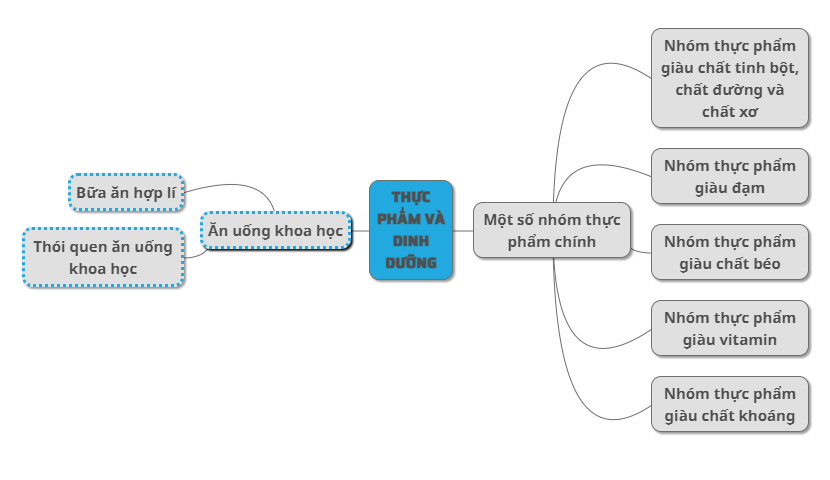 THỰC
PHẨM VÀ
DINH
DƯỠNG
Ăn uống khoa học
Bữa ăn hợp lí
Thói quen ăn uống
khoa học
Một số nhóm thực
phẩm chính
Nhóm thực phẩm
giàu chất tinh bột,
chất đường và
chất xơ
Nhóm thực phẩm
giàu đạm
Nhóm thực phẩm
giàu chất béo
Nhóm thực phẩm
giàu vitamin
Nhóm thực phẩm
giàu chất khoáng